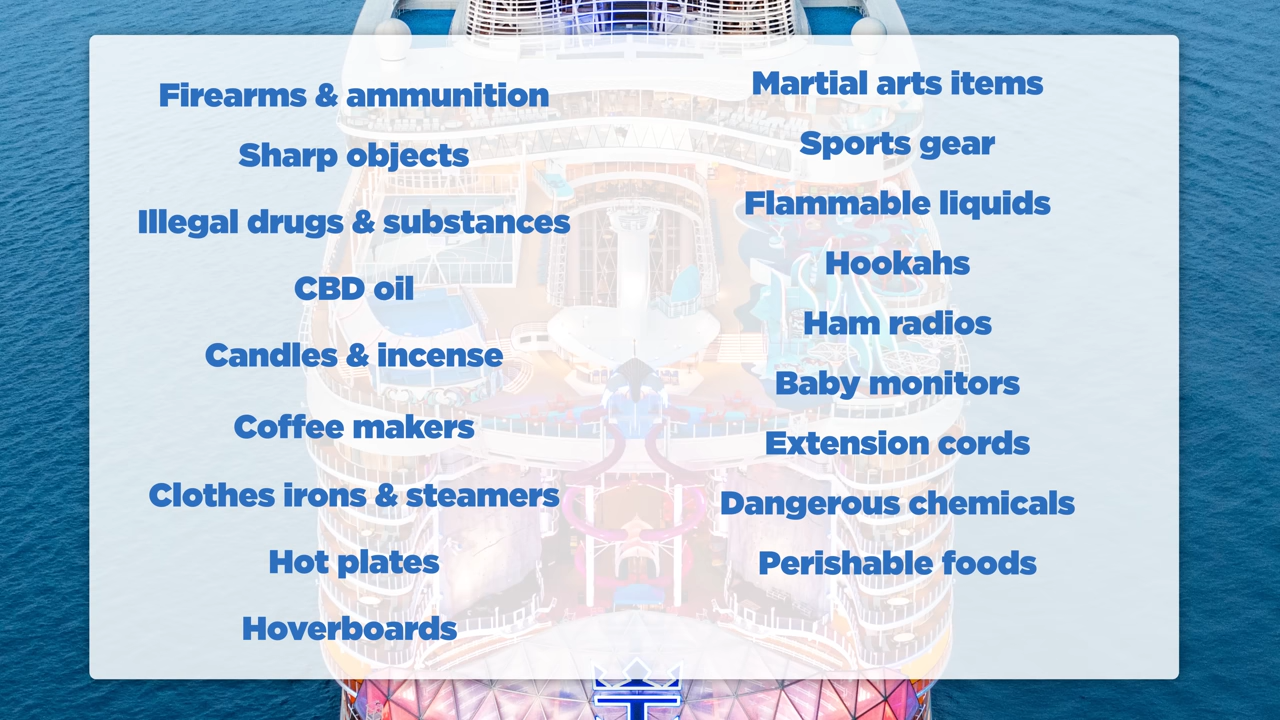 Firearms & ammunition
Sharp objects
Illegal drugs & substances
CBD oil
Candles & incense
Coffee makers
Clothes irons & steamers
Hot plates
Hoverboards
Martial arts items
Sports gear
Flammable liquids
Hookahs
Ham radios
Baby monitors
Extension cords
Dangerous chemicals
Perishable foods